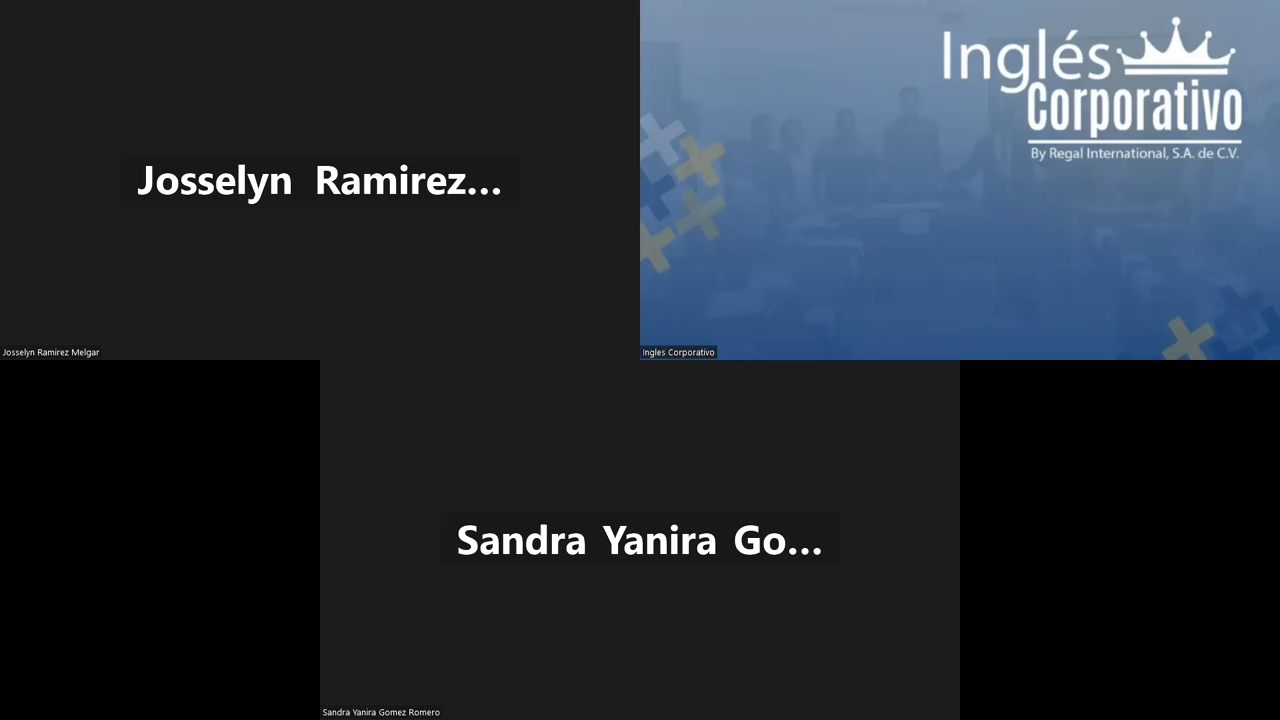 Josselyn Ramirez...
Josselyn Ramirez Melgar
Inglés
Corporativo
By Regal International, S.A. de C.V.
Ingles Corporativo
Sandra Yanira Go...
Sandra Yanira Gomez Romero